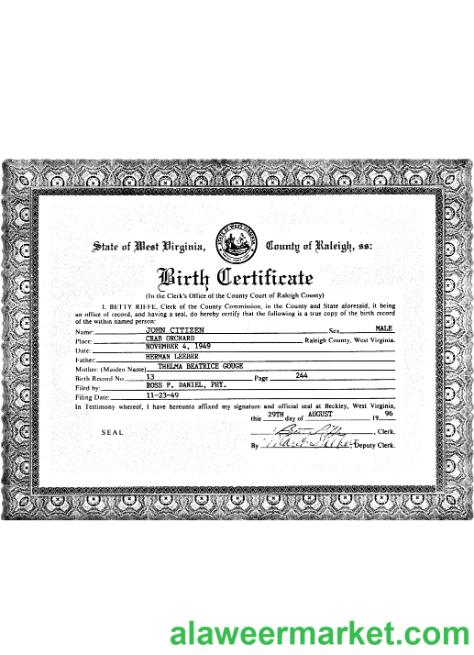 State of West Virginia, County of Raleigh, ss:
Birth Certificate
(In the Clerk's Office of the County Court of Raleigh County)
I, BETTY RIFFE, Clerk of the County Commission, in the County and State aforesaid, it being
an office of record, and having a seal, do hereby certify that the following is a true copy of the birth record
of the within named person:
Name: JOHN CITIZEN Sex MALE
Place: CRAB ORCHARD , Raleigh County, West Virginia.
Date: NOVEMBER 4, 1949
Father: HERMAN LEEBER
Mother: (Maiden Name) THELMA BEATRICE GOUGE
Birth Record No. 13 Page 244
Filed by: ROSS P. DANIEL, PHY.
Filing Date: 11-23-49
In Testimony whereof, I have hereunto affixed my signature and official seal at Beckley, West Virginia,
this 29TH day of AUGUST , 19 96
SEAL , Clerk.
By Deputy Clerk.
alaweermarket.com